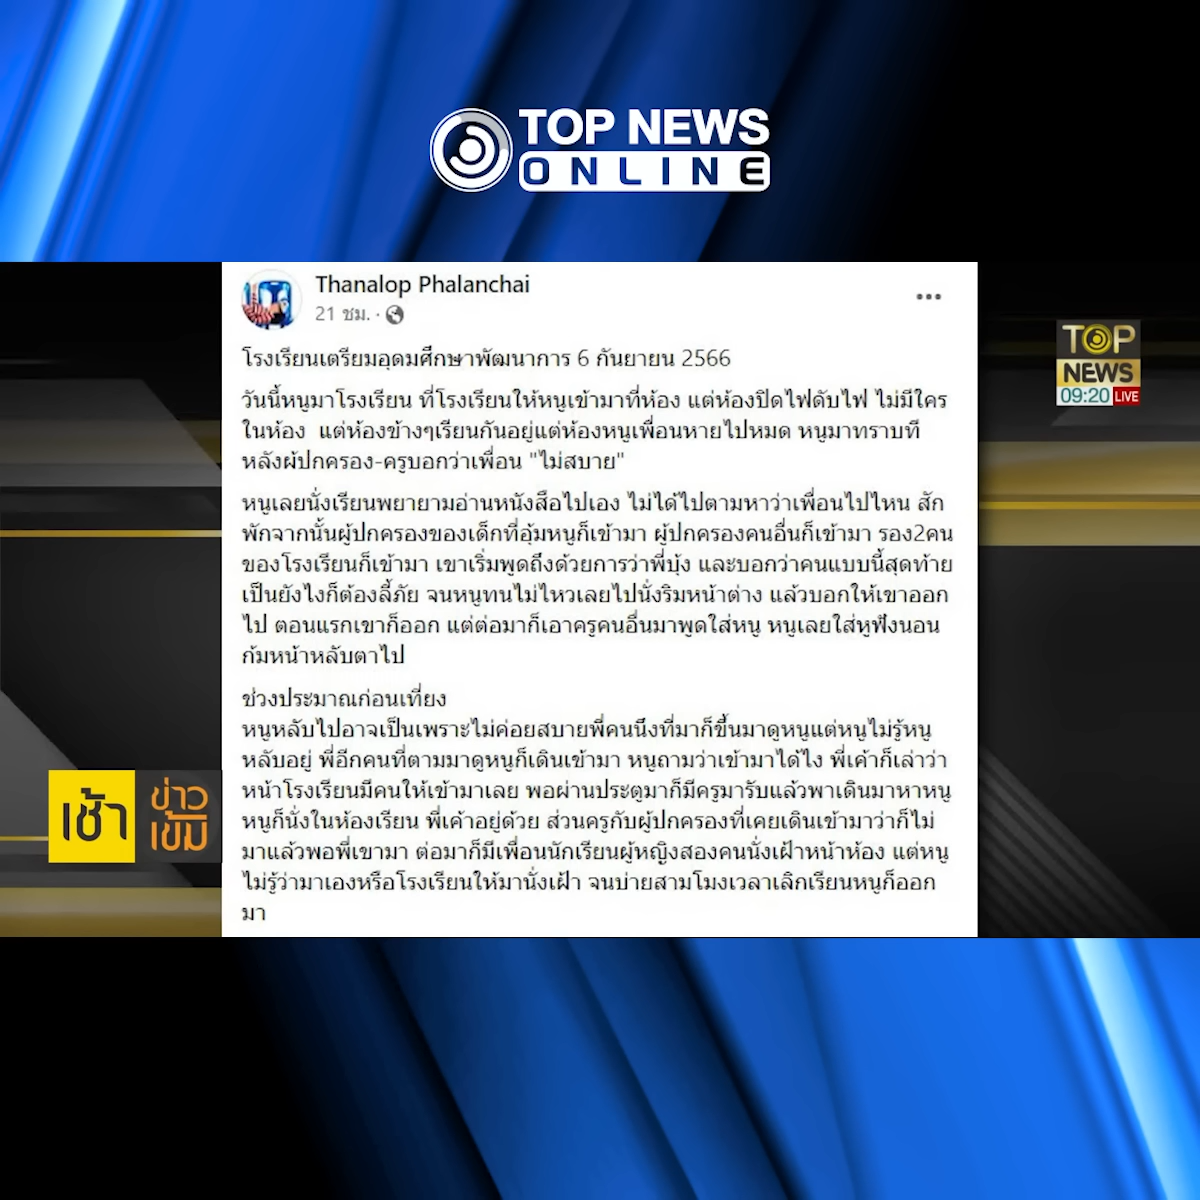 TOP NEWS
ONLINE
Thanalop Phalanchai
21 ชม. ·
โรงเรียนเตรียมอุดมศึกษาพัฒนาการ 6 กันยายน 2566
วันนี้หนูมาโรงเรียน ที่โรงเรียนให้หนูเข้ามาที่ห้อง แต่ห้องปิดไฟดับไฟ ไม่มีใคร
ในห้อง แต่ห้องข้างๆเรียนกันอยู่แต่ห้องหนูเพื่อนหายไปหมด หนูมาทราบที
หลังผู้ปกครอง-ครูบอกว่าเพื่อน "ไม่สบาย"
หนูเลยนั่งเรียนพยายามอ่านหนังสือไปเอง ไม่ได้ไปตามหาว่าเพื่อนไปไหน สัก
พักจากนั้นผู้ปกครองของเด็กที่อุ้มหนูก็เข้ามา ผู้ปกครองคนอื่นก็เข้ามา รอง2คน
ของโรงเรียนก็เข้ามา เขาเริ่มพูดถึงด้วยการว่าพี่บุ้ง และบอกว่าคนแบบนี้สุดท้าย
เป็นยังไงก็ต้องลี้ภัย จนหนูทนไม่ไหวเลยไปนั่งริมหน้าต่าง แล้วบอกให้เขาออก
ไป ตอนแรกเขาก็ออก แต่ต่อมาก็เอาครูคนอื่นมาพูดใส่หนู หนูเลยใส่หูฟังนอน
ก้มหน้าหลับตาไป
ช่วงประมาณก่อนเที่ยง
หนูหลับไปอาจเป็นเพราะไม่ค่อยสบายพี่คนนึงที่มาก็ขึ้นมาดูหนูแต่หนูไม่รู้หนู
หลับอยู่ พี่อีกคนที่ตามมาดูหนูก็เดินเข้ามา หนูถามว่าเข้ามาได้ไง พี่เค้าก็เล่าว่า
หน้าโรงเรียนมีคนให้เข้ามาเลย พอผ่านประตูมาก็มีครูมารับแล้วพาเดินมาหาหนู
หนูก็นั่งในห้องเรียน พี่เค้าอยู่ด้วย ส่วนครูกับผู้ปกครองที่เคยเดินเข้ามาว่าก็ไม่
มาแล้วพอพี่เขามา ต่อมาก็มีเพื่อนนักเรียนผู้หญิงสองคนนั่งเฝ้าหน้าห้อง แต่หนู
ไม่รู้ว่ามาเองหรือโรงเรียนให้มานั่งเฝ้า จนบ่ายสามโมงเวลาเลิกเรียนหนูก็ออก
มา
TOP
NEWS
09:20 LIVE
เช้า
ข่าว
เข้ม